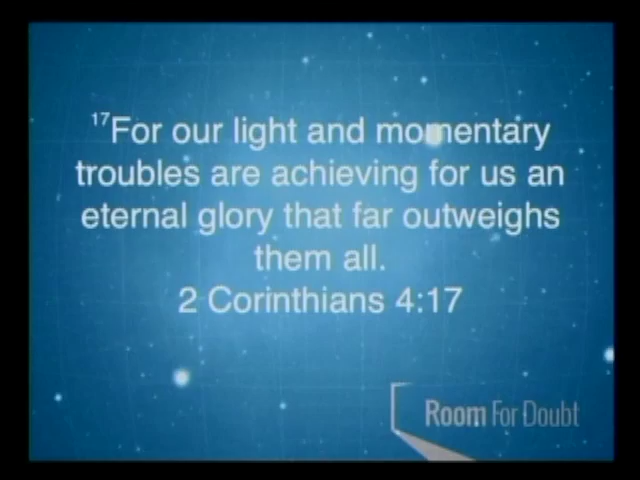 ¹⁷For our light and momentary
troubles are achieving for us an
eternal glory that far outweighs
them all.
2 Corinthians 4:17
Room For Doubt